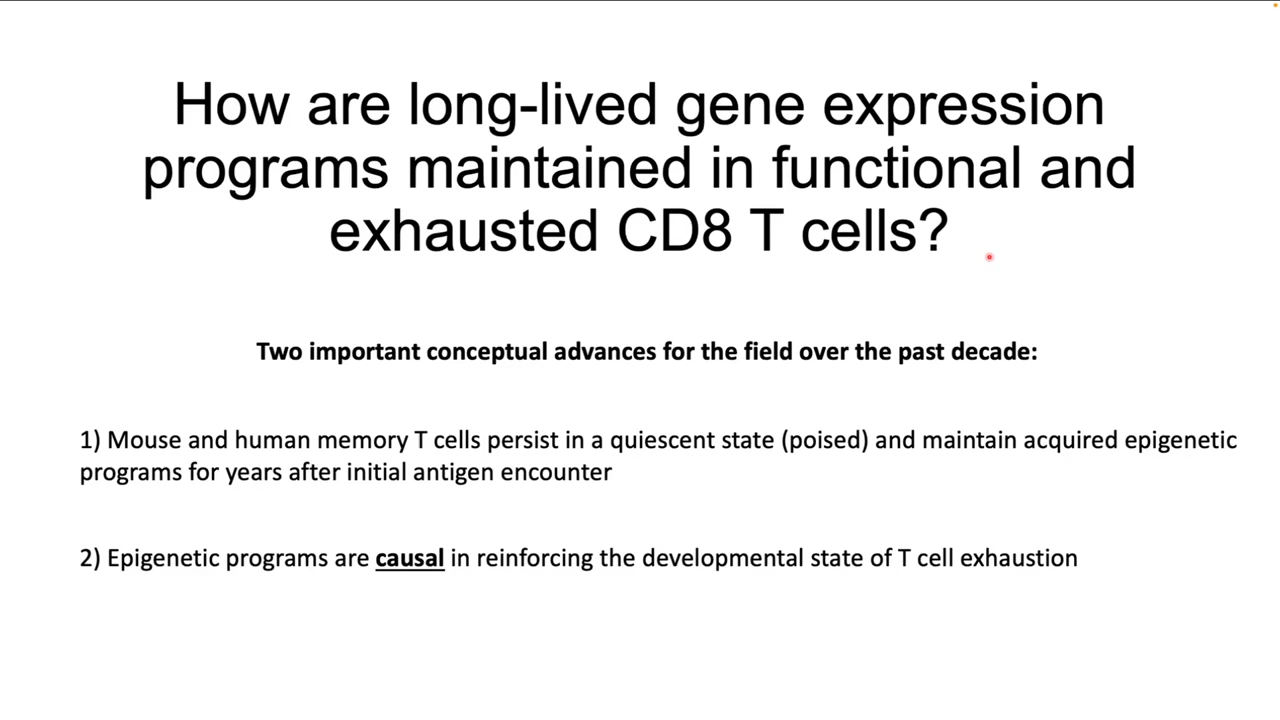 How are long-lived gene expression
programs maintained in functional and
exhausted CD8 T cells?
Two important conceptual advances for the field over the past decade:
1) Mouse and human memory T cells persist in a quiescent state (poised) and maintain acquired epigenetic
programs for years after initial antigen encounter
2) Epigenetic programs are causal in reinforcing the developmental state of T cell exhaustion